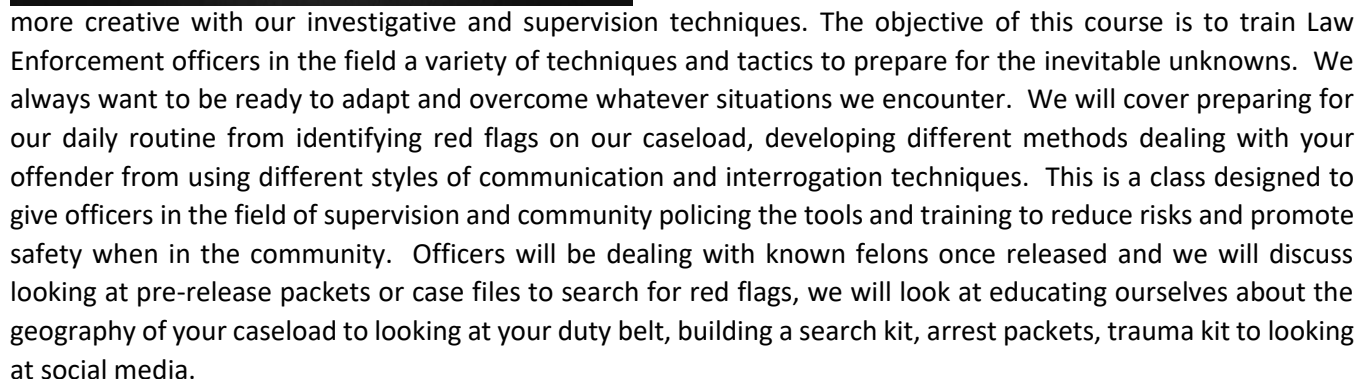 more creative with our investigative and supervision techniques. The objective of this course is to train Law
Enforcement officers in the field a variety of techniques and tactics to prepare for the inevitable unknowns. We
always want to be ready to adapt and overcome whatever situations we encounter. We will cover preparing for
our daily routine from identifying red flags on our caseload, developing different methods dealing with your
offender from using different styles of communication and interrogation techniques. This is a class designed to
give officers in the field of supervision and community policing the tools and training to reduce risks and promote
safety when in the community. Officers will be dealing with known felons once released and we will discuss
looking at pre-release packets or case files to search for red flags, we will look at educating ourselves about the
geography of your caseload to looking at your duty belt, building a search kit, arrest packets, trauma kit to looking
at social media.